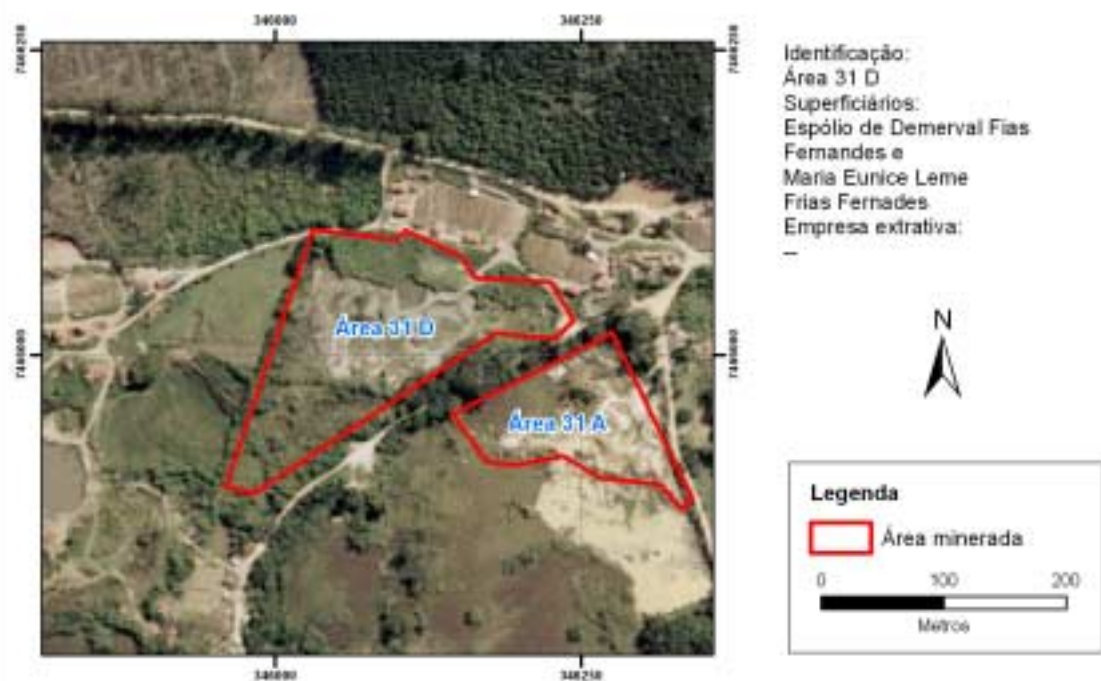 346000
346250
Identificação:
Área 31 D
Superficiários:
Espólio de Demerval Fias
Fernandes e
Maria Eunice Leme
Frias Fernades
Empresa extrativa:
--
Área 31 D
Área 31 A
N
Legenda
Área minerada
0 100 200
Metros
346000
346250